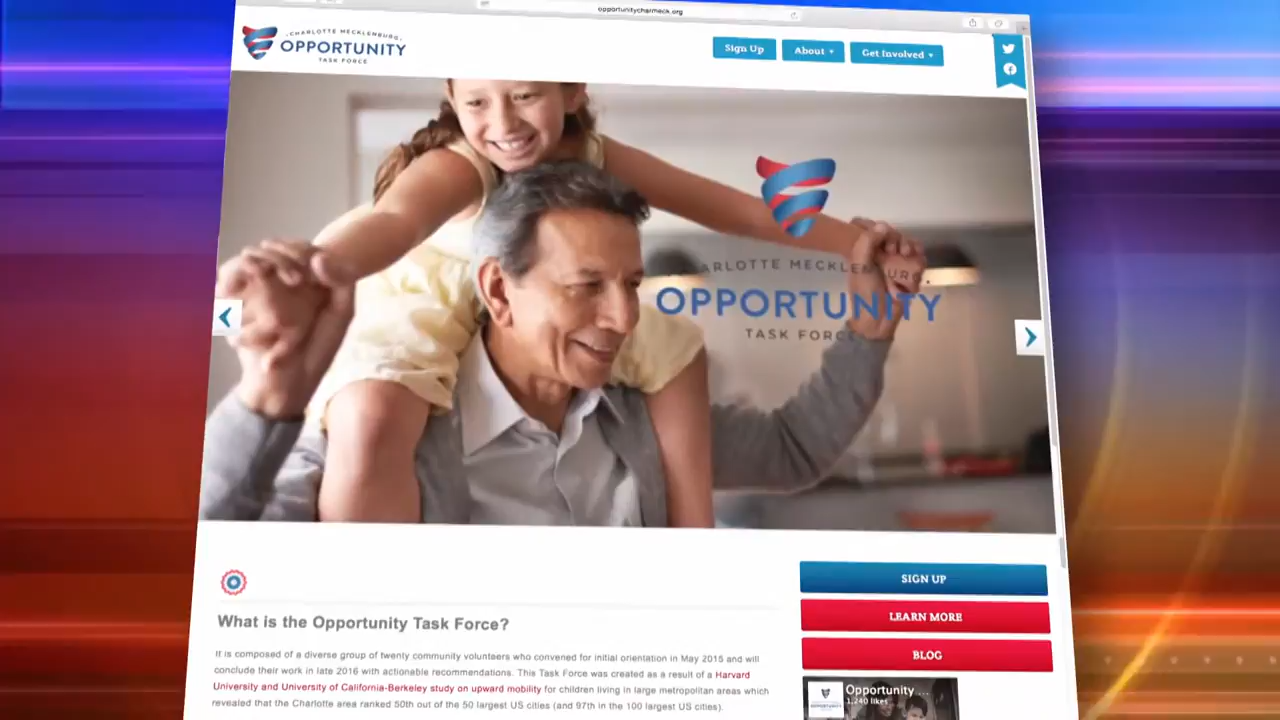 opportunitycharmeck.org
CHARLOTTE MECKLENBURG
OPPORTUNITY
TASK FORCE
Sign Up
About
Get Involved
CHARLOTTE MECKLENBURG
OPPORTUNITY
TASK FORCE
SIGN UP
LEARN MORE
BLOG
What is the Opportunity Task Force?
It is composed of a diverse group of twenty community volunteers who convened for initial orientation in May 2015 and will
conclude their work in late 2016 with actionable recommendations. This Task Force was created as a result of a Harvard
University and University of California-Berkeley study on upward mobility for children living in large metropolitan areas which
revealed that the Charlotte area ranked 50th out of the 50 largest US cities (and 97th in the 100 largest US cities).
Opportunity ...
1,240 likes
OPPORTUNITY